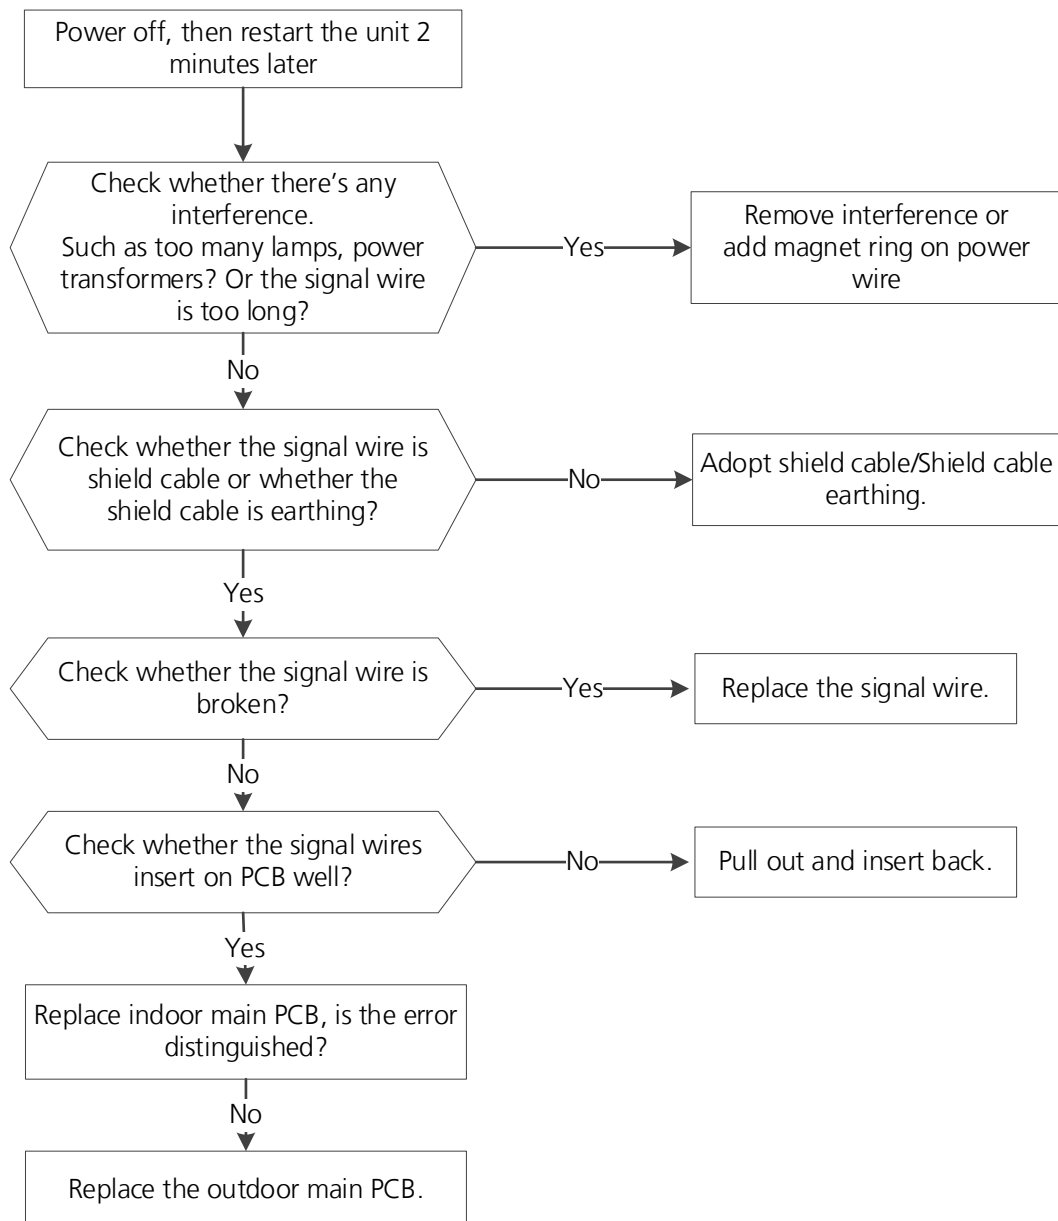 Power off, then restart the unit 2
minutes later
Check whether there’s any
interference.
Such as too many lamps, power
transformers? Or the signal wire
is too long?
Yes
Remove interference or
add magnet ring on power
wire
No
Check whether the signal wire is
shield cable or whether the
shield cable is earthing?
No
Adopt shield cable/Shield cable
earthing.
Yes
Check whether the signal wire is
broken?
Yes
Replace the signal wire.
No
Check whether the signal wires
insert on PCB well?
No
Pull out and insert back.
Yes
Replace indoor main PCB, is the error
distinguished?
No
Replace the outdoor main PCB.